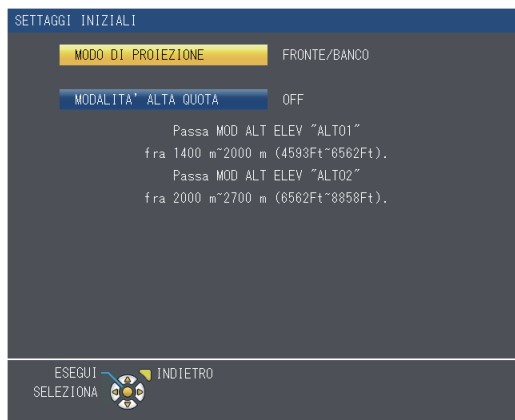 SETTAGGI INIZIALI
MODO DI PROIEZIONE FRONTE/BANCO
MODALITA' ALTA QUOTA OFF
Passa MOD ALT ELEV "ALTO1"
fra 1400 m~2000 m (4593Ft~6562Ft).
Passa MOD ALT ELEV "ALTO2"
fra 2000 m~2700 m (6562Ft~8858Ft).
ESEGUI INDIETRO
SELEZIONA